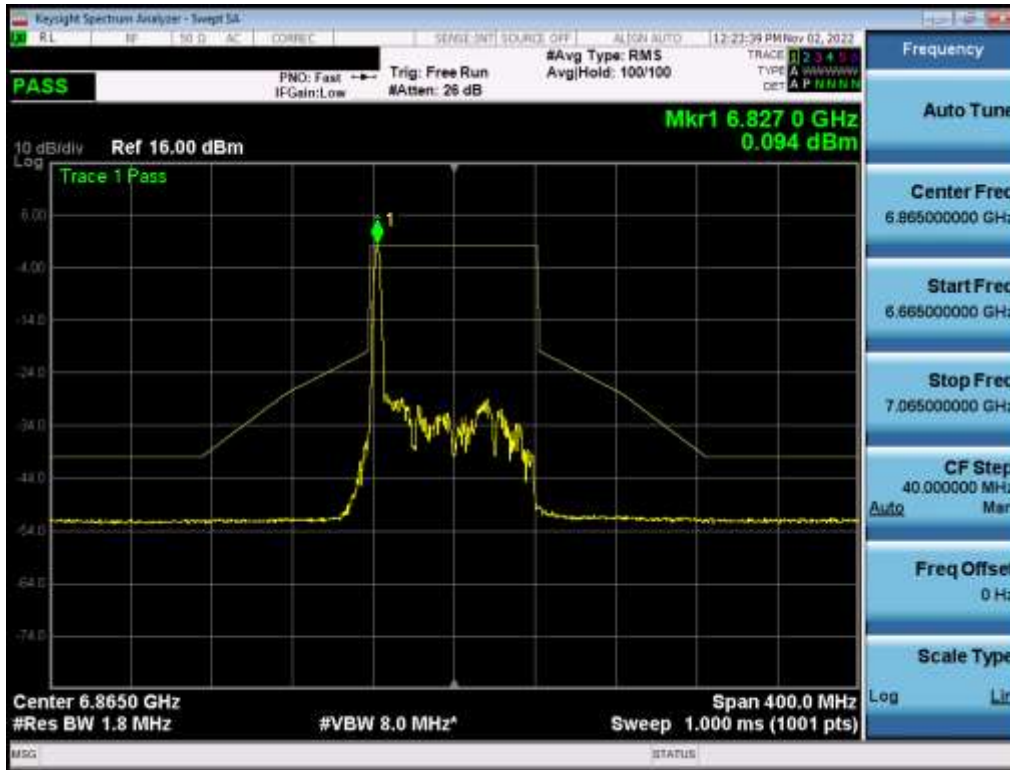 Keysight Spectrum Analyzer - Swept SA
RL RF 50 Ω AC CORREC SENSE:INT SOURCE OFF ALIGN AUTO 12:23:39 PM Nov 02, 2022
PASS
PNO: Fast
IFGain:Low
Trig: Free Run
#Atten: 26 dB
#Avg Type: RMS
Avg|Hold: 100/100
TRACE 1 2 3 4 5 6
TYPE A WWWWW
DET A P N N N N
Mkr1 6.827 0 GHz
0.094 dBm
10 dB/div Ref 16.00 dBm
Log
Trace 1 Pass
1
6.00
-4.00
-14.0
-24.0
-34.0
-44.0
-54.0
-64.0
-74.0
Center 6.8650 GHz Span 400.0 MHz
#Res BW 1.8 MHz #VBW 8.0 MHz* Sweep 1.000 ms (1001 pts)
MSG STATUS
Frequency
Auto Tune
Center Freq
6.865000000 GHz
Start Freq
6.665000000 GHz
Stop Freq
7.065000000 GHz
CF Step
40.000000 MHz
Auto Man
Freq Offset
0 Hz
Scale Type
Log Lin